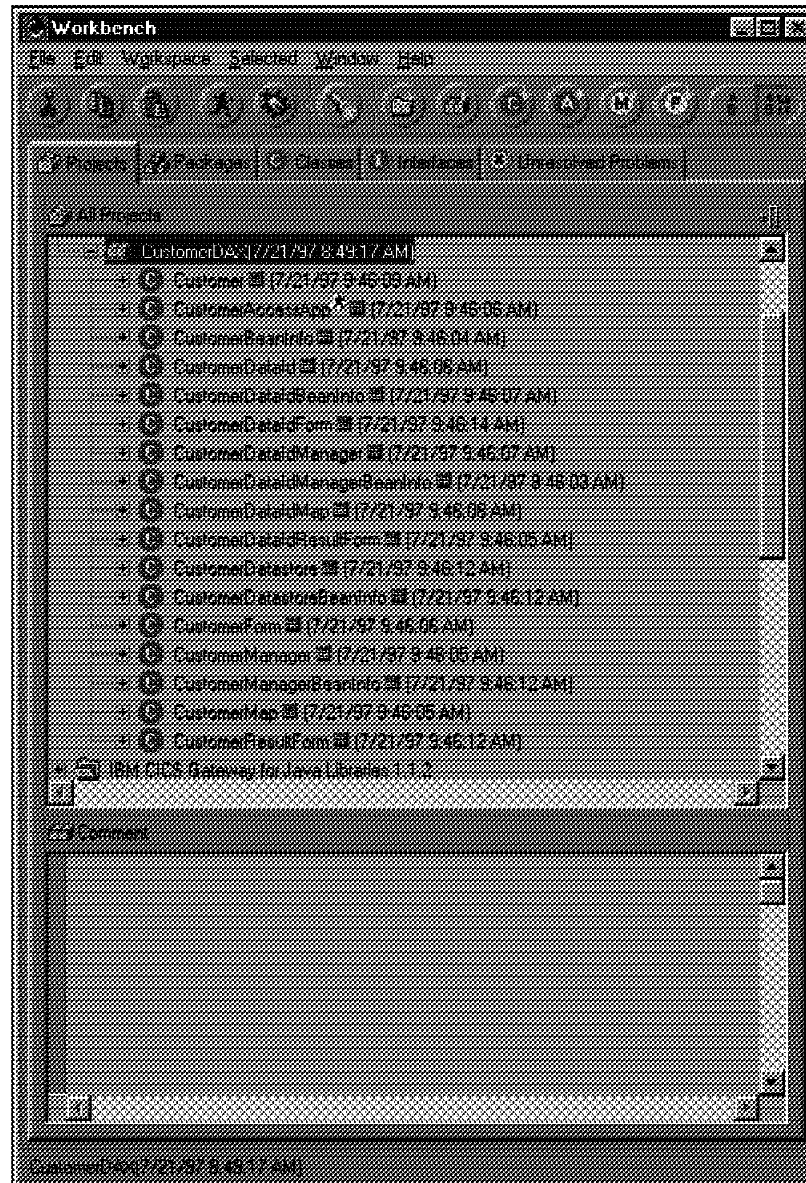 Workbench
File Edit Workspace Selected Window Help
C A M P
Projects Packages Classes Interfaces Unresolved Problems
All Projects
CustomerDAX(7/21/97 8:49:17 AM)
Customer (7/21/97 9:46:09 AM)
CustomerAccessApp (7/21/97 9:46:06 AM)
CustomerBeanInfo (7/21/97 9:46:04 AM)
CustomerDataId (7/21/97 9:46:06 AM)
CustomerDataIdBeanInfo (7/21/97 9:46:07 AM)
CustomerDataIdForm (7/21/97 9:46:14 AM)
CustomerDataIdManager (7/21/97 9:46:07 AM)
CustomerDataIdManagerBeanInfo (7/21/97 9:46:03 AM)
CustomerDataIdMap (7/21/97 9:46:06 AM)
CustomerDataIdResultForm (7/21/97 9:46:05 AM)
CustomerDatastore (7/21/97 9:46:12 AM)
CustomerDatastoreBeanInfo (7/21/97 9:46:12 AM)
CustomerForm (7/21/97 9:46:06 AM)
CustomerManager (7/21/97 9:46:05 AM)
CustomerManagerBeanInfo (7/21/97 9:46:12 AM)
CustomerMap (7/21/97 9:46:05 AM)
CustomerResultForm (7/21/97 9:46:12 AM)
IBM CICS Gateway for Java Libraries 1.1.2
Comment
CustomerDAX(7/21/97 8:49:17 AM)